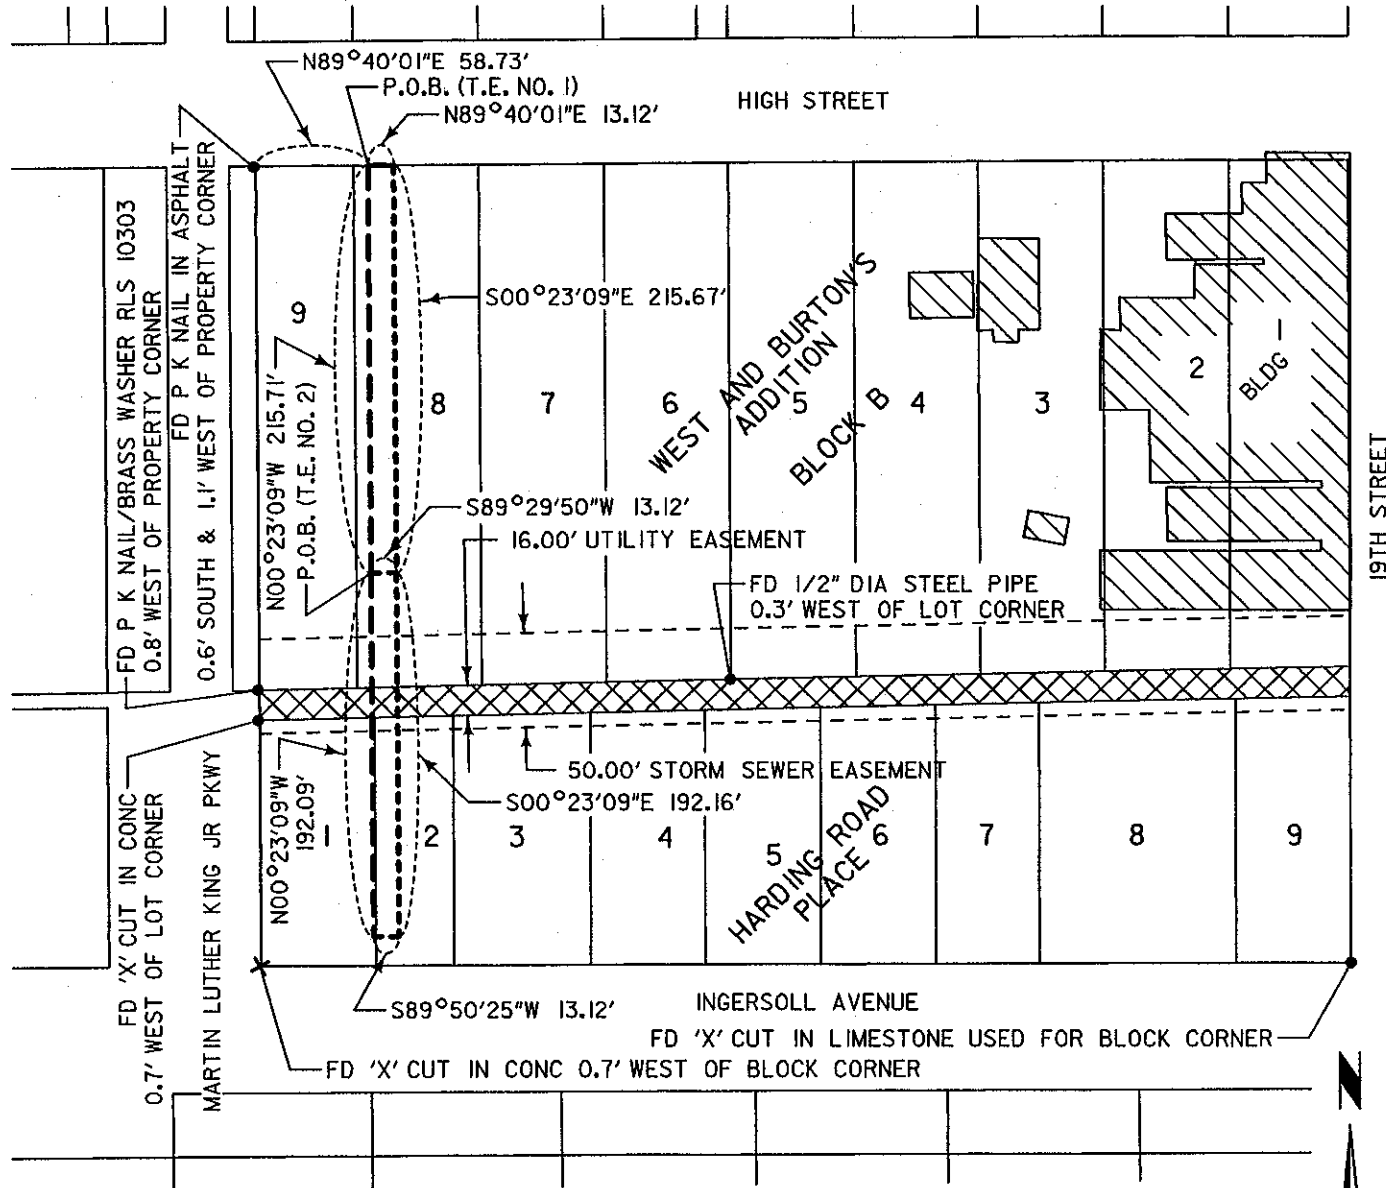 N89°40'01"E 58.73'
P.O.B. (T.E. NO. 1)
N89°40'01"E 13.12'
HIGH STREET
FD P K NAIL/BRASS WASHER RLS 10303
0.8' WEST OF PROPERTY CORNER
FD P K NAIL IN ASPHALT
0.6' SOUTH & 1.1' WEST OF PROPERTY CORNER
9
S00°23'09"E 215.67'
N00°23'09"W 215.71'
P.O.B. (T.E. NO. 2)
8
7
6
5
4
3
2
1
BLDG
WEST AND BURTON'S
ADDITION
BLOCK B
19TH STREET
S89°29'50"W 13.12'
16.00' UTILITY EASEMENT
FD 1/2" DIA STEEL PIPE
0.3' WEST OF LOT CORNER
50.00' STORM SEWER EASEMENT
S00°23'09"E 192.16'
N00°23'09"W
192.09'
1
2
3
4
5
6
7
8
9
HARDING ROAD
PLACE
FD 'X' CUT IN CONC
0.7' WEST OF LOT CORNER
MARTIN LUTHER KING JR PKWY
S89°50'25"W 13.12'
INGERSOLL AVENUE
FD 'X' CUT IN LIMESTONE USED FOR BLOCK CORNER
FD 'X' CUT IN CONC 0.7' WEST OF BLOCK CORNER
N